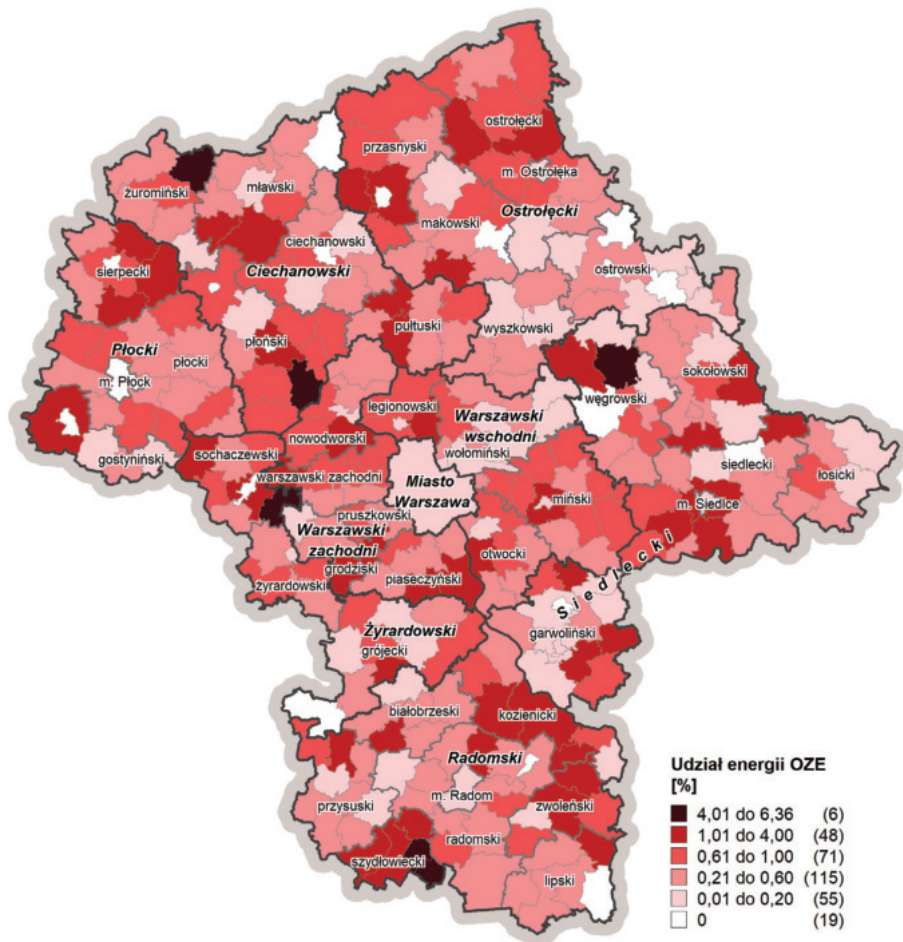 ostrołęcki
przasnyski
m. Ostrołęka
żuromiński
mławski
Ostrołęcki
makowski
ciechanowski
sierpecki
Ciechanowski
ostrowski
pułtuski
wyszkowski
płoński
Płocki
płocki
m. Płock
sokołowski
węgrowski
legionowski
Warszawski
wschodni
nowodworski
wołomiński
gostyniński
sochaczewski
siedlecki
łosicki
warszawski zachodni
Miasto
Warszawa
miński
m. Siedlce
pruszkowski
Warszawski
zachodni
otwocki
grodziski
Siedlecki
żyrardowski
piaseczyński
Żyrardowski
garwoliński
grójecki
białobrzeski
kozienicki
Radomski
przysuski
m. Radom
zwoleński
radomski
szydłowiecki
lipski
Udział energii OZE
[%]
4,01 do 6,36 (6)
1,01 do 4,00 (48)
0,61 do 1,00 (71)
0,21 do 0,60 (115)
0,01 do 0,20 (55)
0 (19)